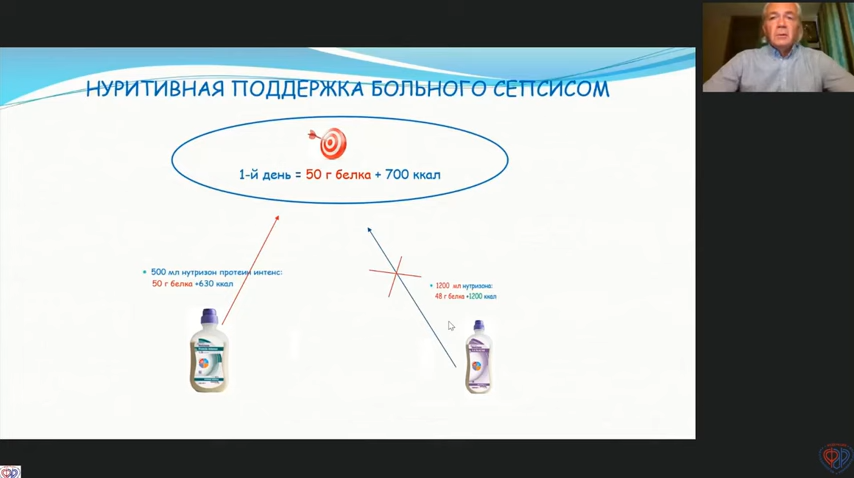 НУРИТИВНАЯ ПОДДЕРЖКА БОЛЬНОГО СЕПСИСОМ
1-й день = 50 г белка + 700 ккал
500 мл нутризон протеин интенс:
50 г белка +630 ккал
1200 мл нутризона:
48 г белка +1200 ккал